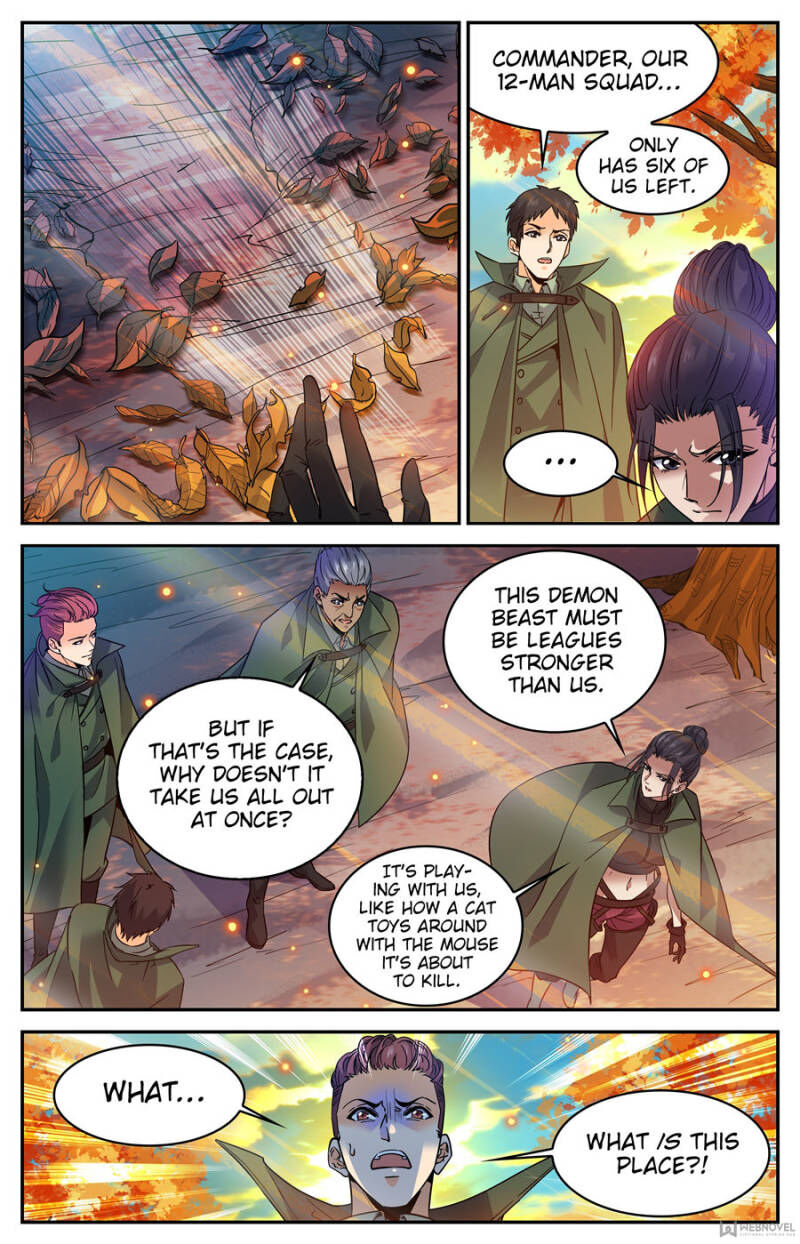 COMMANDER, OUR
12-MAN SQUAD...
ONLY
HAS SIX OF
US LEFT.
...
THIS DEMON
BEAST MUST
BE LEAGUES
STRONGER
THAN US.
BUT IF
THAT'S THE CASE,
WHY DOESN'T IT
TAKE US ALL OUT
AT ONCE?
IT'S PLAY-
ING WITH US,
LIKE HOW A CAT
TOYS AROUND
WITH THE MOUSE
IT'S ABOUT
TO KILL.
WHAT...
WHAT IS THIS
PLACE?!
WEBNOVEL